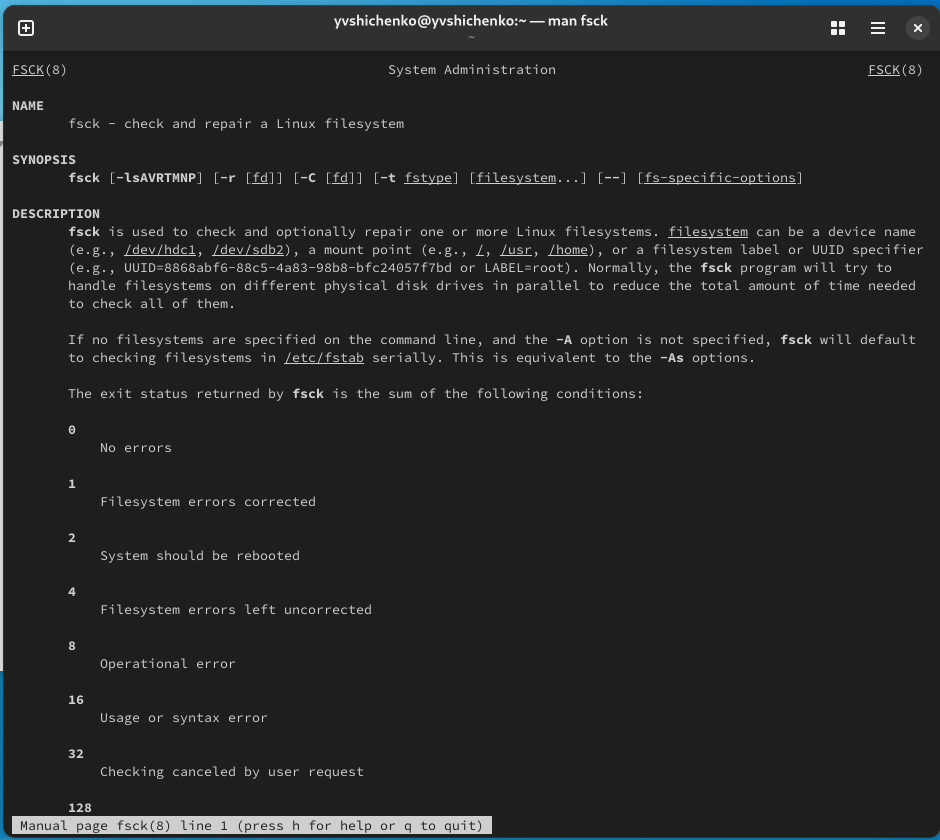 yvshichenko@yvshichenko:~ — man fsck
~
FSCK(8) System Administration FSCK(8)
NAME
fsck - check and repair a Linux filesystem
SYNOPSIS
fsck [-lsAVRTMNP] [-r [fd]] [-C [fd]] [-t fstype] [filesystem...] [--] [fs-specific-options]
DESCRIPTION
fsck is used to check and optionally repair one or more Linux filesystems. filesystem can be a device name
(e.g., /dev/hdc1, /dev/sdb2), a mount point (e.g., /, /usr, /home), or a filesystem label or UUID specifier
(e.g., UUID=8868abf6-88c5-4a83-98b8-bfc24057f7bd or LABEL=root). Normally, the fsck program will try to
handle filesystems on different physical disk drives in parallel to reduce the total amount of time needed
to check all of them.
If no filesystems are specified on the command line, and the -A option is not specified, fsck will default
to checking filesystems in /etc/fstab serially. This is equivalent to the -As options.
The exit status returned by fsck is the sum of the following conditions:
0
No errors
1
Filesystem errors corrected
2
System should be rebooted
4
Filesystem errors left uncorrected
8
Operational error
16
Usage or syntax error
32
Checking canceled by user request
128
Manual page fsck(8) line 1 (press h for help or q to quit)